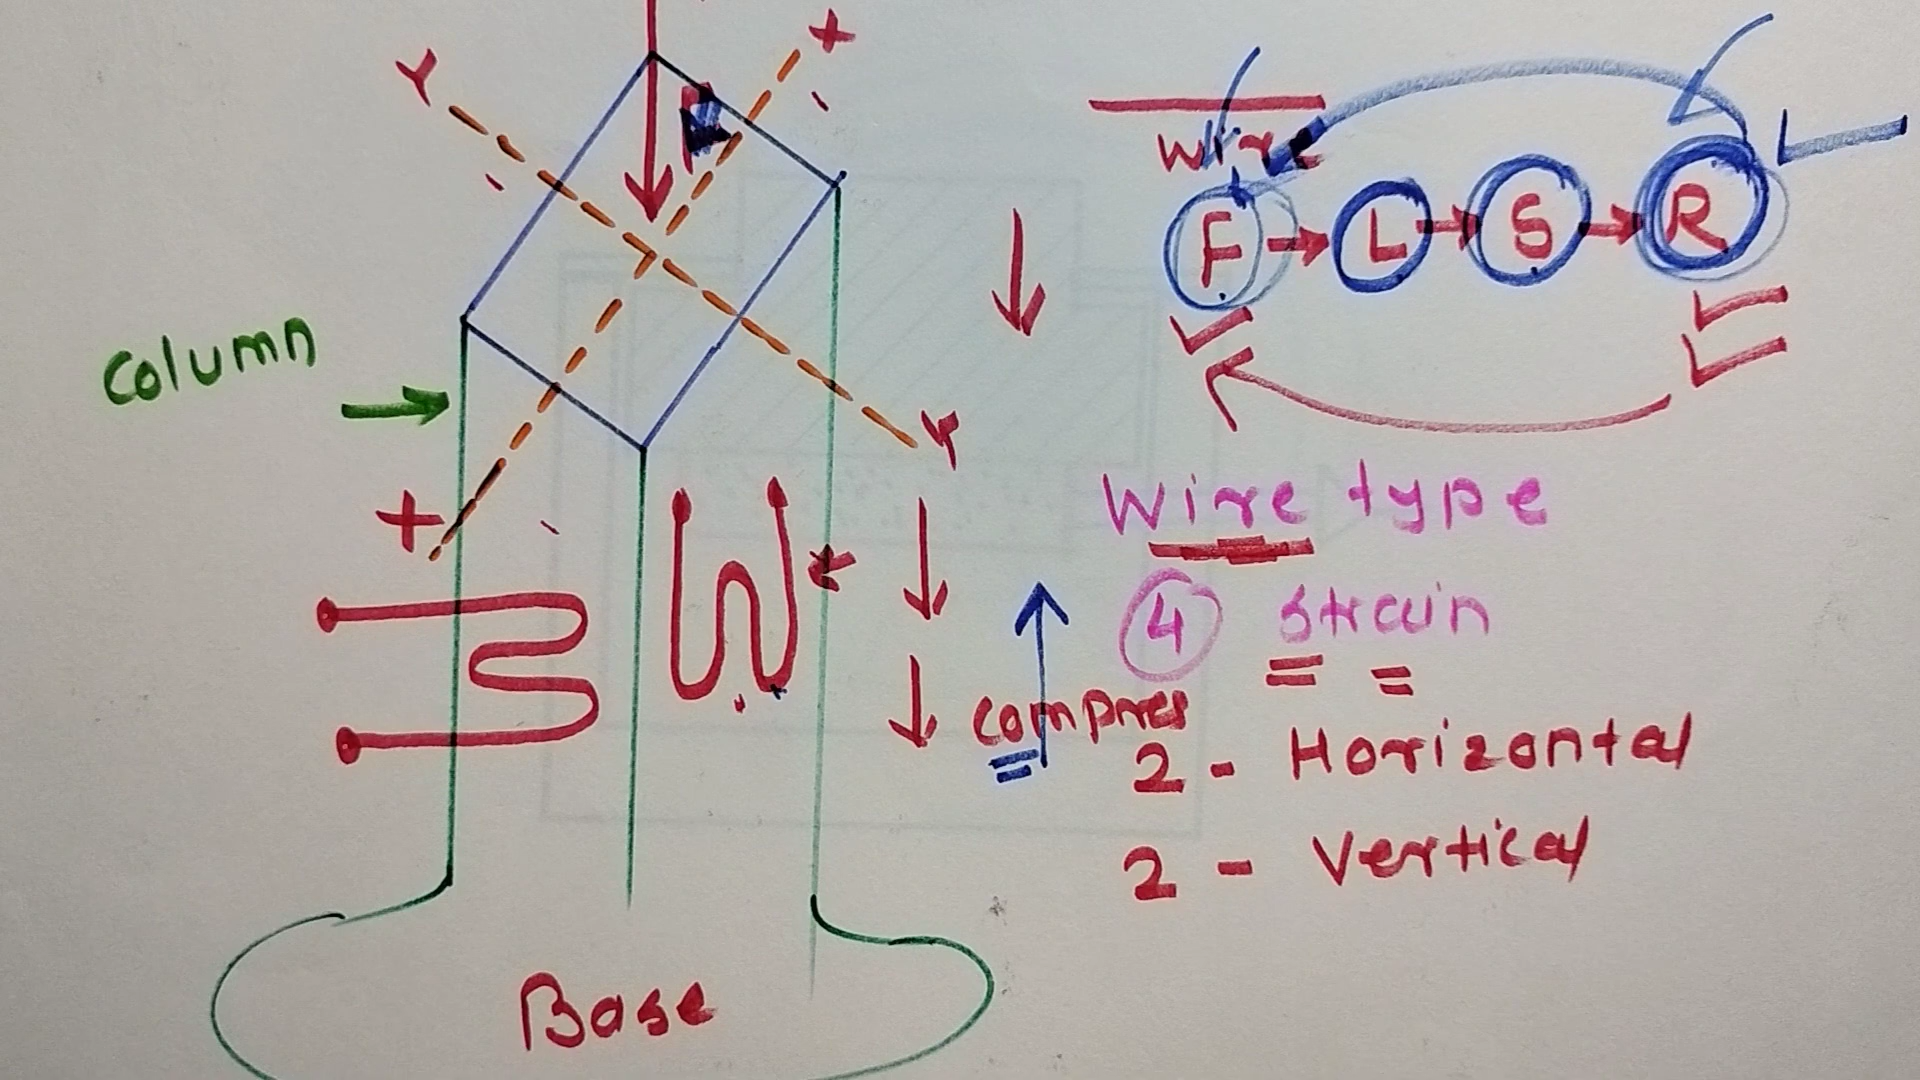 Y
+
F
wire
F → L → S → R
column
Y
+
wire type
4 strain
compres
2 - Horizontal
2 - vertical
Base